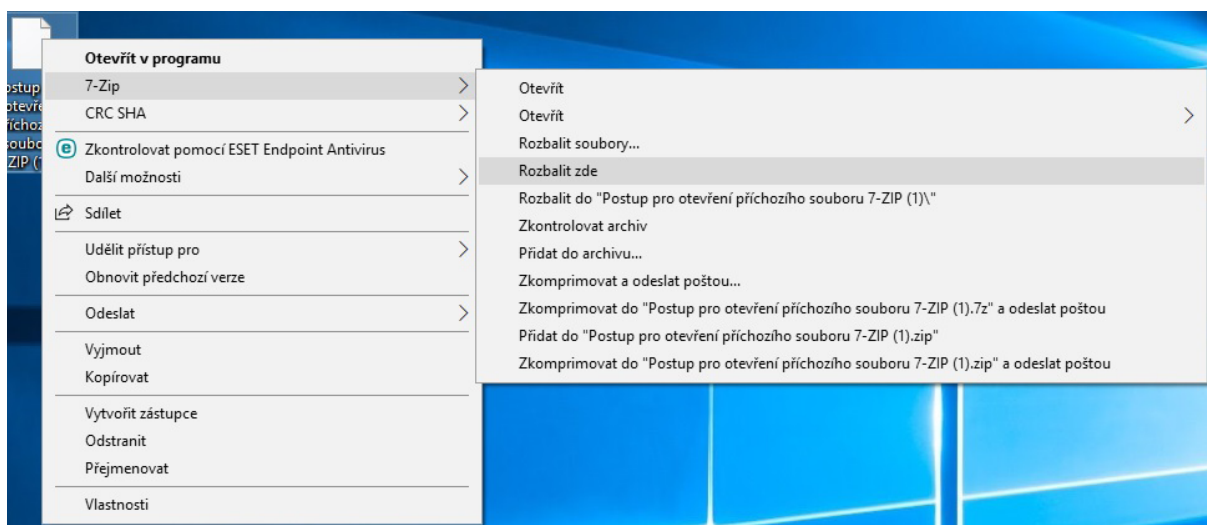 Otevřít v programu
7-Zip
CRC SHA
Zkontrolovat pomocí ESET Endpoint Antivirus
Další možnosti
Sdílet
Udělit přístup pro
Obnovit předchozí verze
Odeslat
Vyjmout
Kopírovat
Vytvořit zástupce
Odstranit
Přejmenovat
Vlastnosti
Otevřít
Otevřít
Rozbalit soubory...
Rozbalit zde
Rozbalit do "Postup pro otevření příchozího souboru 7-ZIP (1)\"
Zkontrolovat archiv
Přidat do archivu...
Zkomprimovat a odeslat poštou...
Zkomprimovat do "Postup pro otevření příchozího souboru 7-ZIP (1).7z" a odeslat poštou
Přidat do "Postup pro otevření příchozího souboru 7-ZIP (1).zip"
Zkomprimovat do "Postup pro otevření příchozího souboru 7-ZIP (1).zip" a odeslat poštou